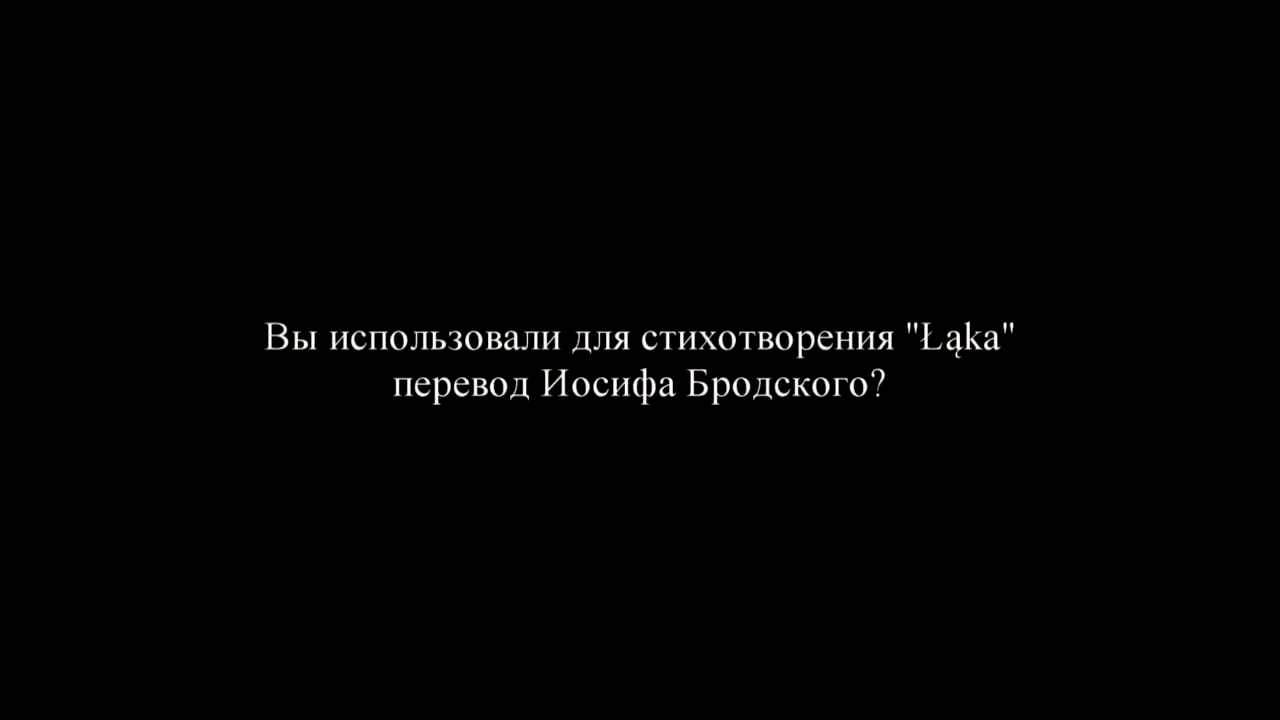 Вы использовали для стихотворения "Łąka"
перевод Иосифа Бродского?